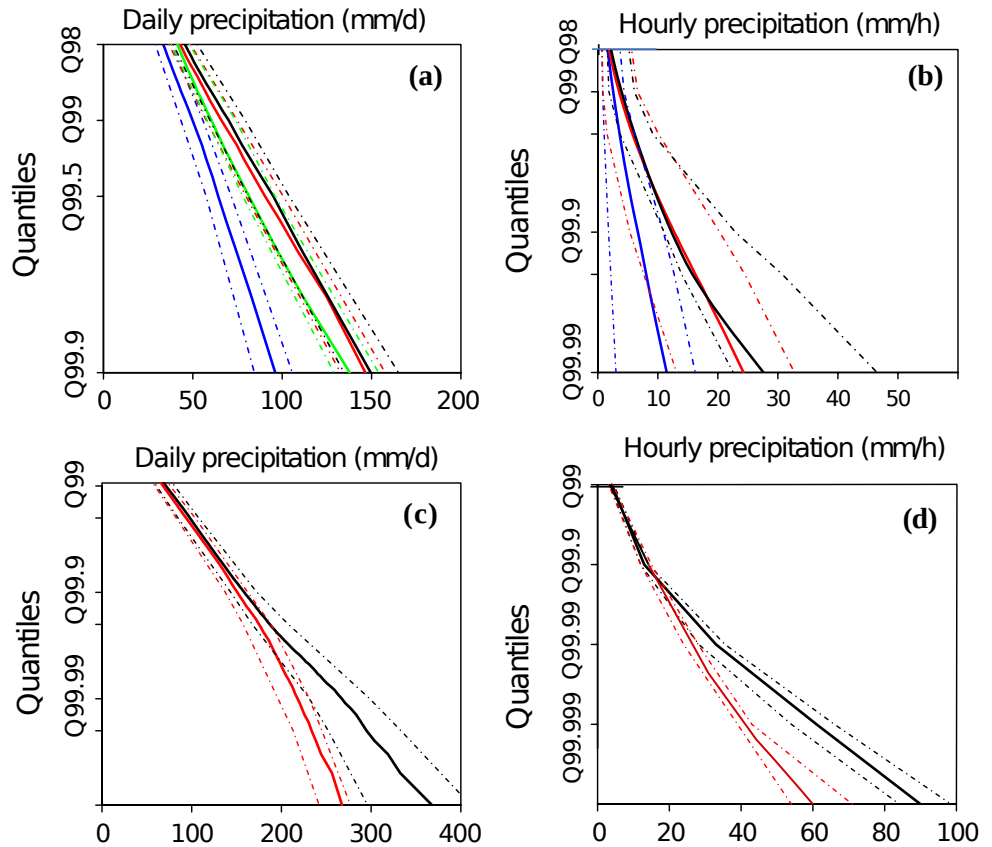 Daily precipitation (mm/d)
Hourly precipitation (mm/h)
(a)
(b)
Quantiles
Q98
Q99
Q99.5
Q99.9
0
50
100
150
200
Quantiles
Q98
Q99
Q99.9
Q99.99
0
10
20
30
40
50
Daily precipitation (mm/d)
Hourly precipitation (mm/h)
(c)
(d)
Quantiles
Q99
Q99.9
Q99.99
0
100
200
300
400
Quantiles
Q99
Q99.9
Q99.99
Q99.999
0
20
40
60
80
100